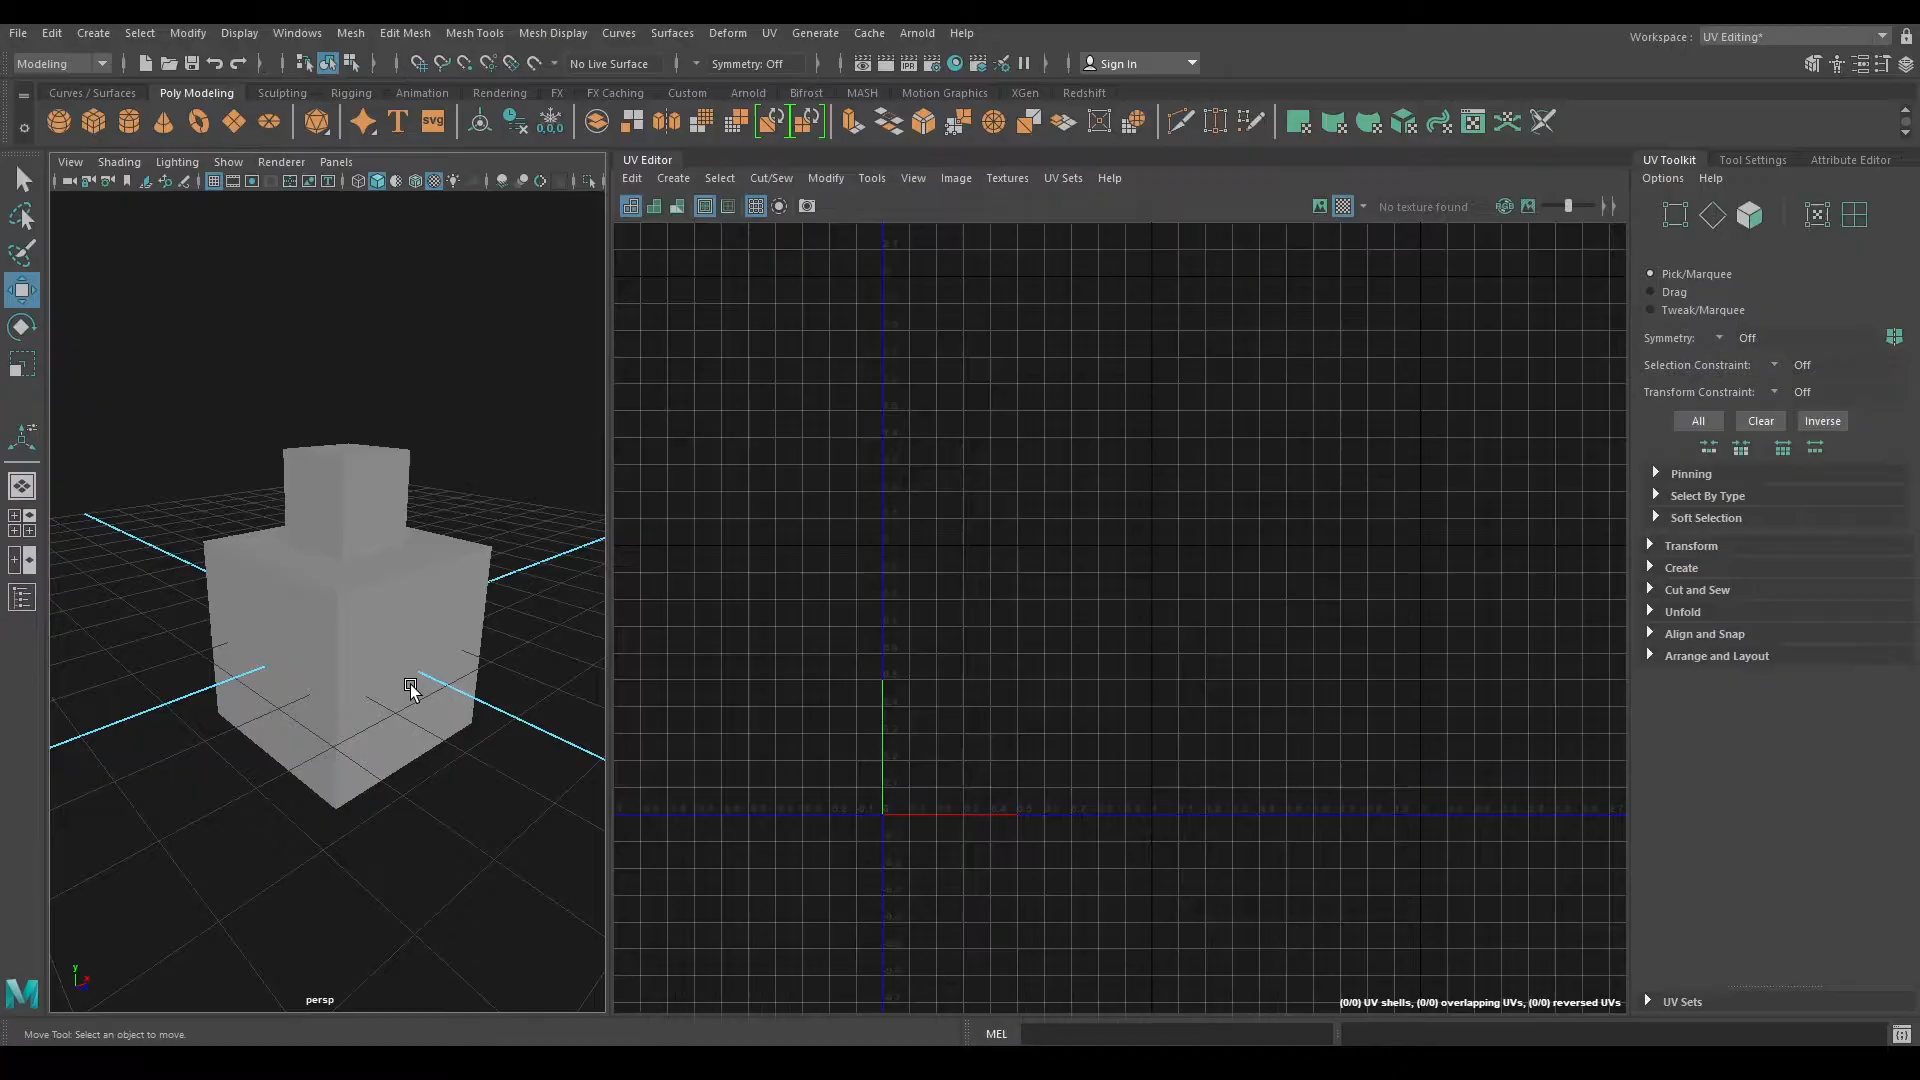 File Edit Create Select Modify Display Windows Mesh Edit Mesh Mesh Tools Mesh Display Curves Surfaces Deform UV Generate Cache Arnold Help
Workspace : UV Editing*
Modeling
No Live Surface
Symmetry: Off
Sign In
Curves / Surfaces Poly Modeling Sculpting Rigging Animation Rendering FX FX Caching Custom Arnold Bifrost MASH Motion Graphics XGen Redshift
T
SVG
0,0,0
View Shading Lighting Show Renderer Panels
UV Editor
Edit Create Select Cut/Sew Modify Tools View Image Textures UV Sets Help
No texture found
UV Toolkit Tool Settings Attribute Editor
Options Help
Pick/Marquee
Drag
Tweak/Marquee
Symmetry: Off
Selection Constraint: Off
Transform Constraint: Off
All Clear Inverse
Pinning
Select By Type
Soft Selection
Transform
Create
Cut and Sew
Unfold
Align and Snap
Arrange and Layout
y
x
persp
(0/0) UV shells, (0/0) overlapping UVs, (0/0) reversed UVs
UV Sets
M
Move Tool: Select an object to move.
MEL